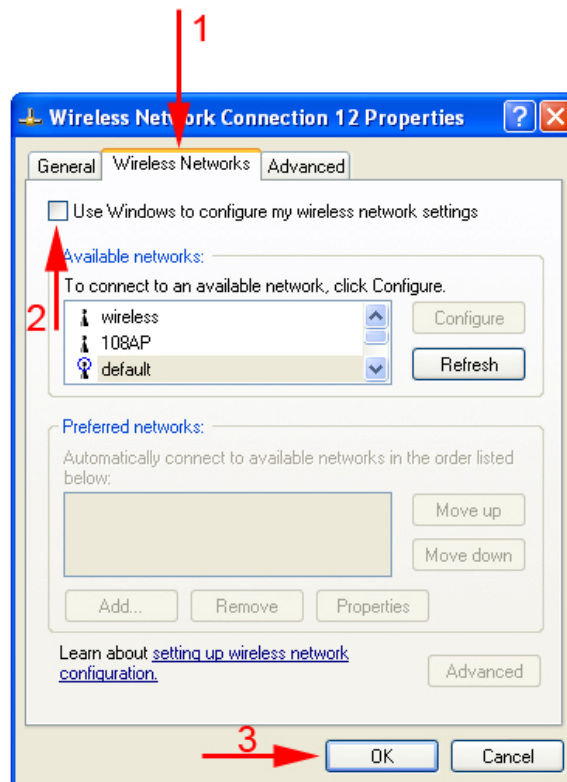 1
Wireless Network Connection 12 Properties
General
Wireless Networks
Advanced
Use Windows to configure my wireless network settings
2
Available networks:
To connect to an available network, click Configure.
wireless
108AP
default
Configure
Refresh
Preferred networks:
Automatically connect to available networks in the order listed
below:
Move up
Move down
Add...
Remove
Properties
Learn about setting up wireless network
configuration.
Advanced
3
OK
Cancel